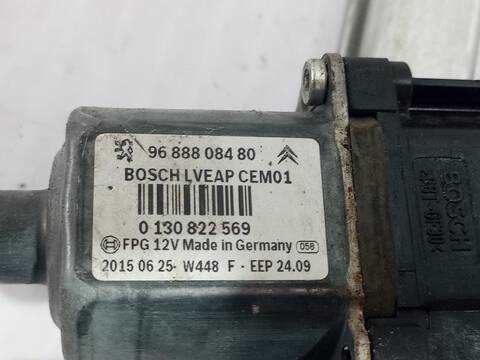 96 888 084 80
BOSCH LVEAP CEM01
0 130 822 569
FPG 12V Made in Germany 058
2015 06 25- W448 F - EEP 24.09
BOSCH